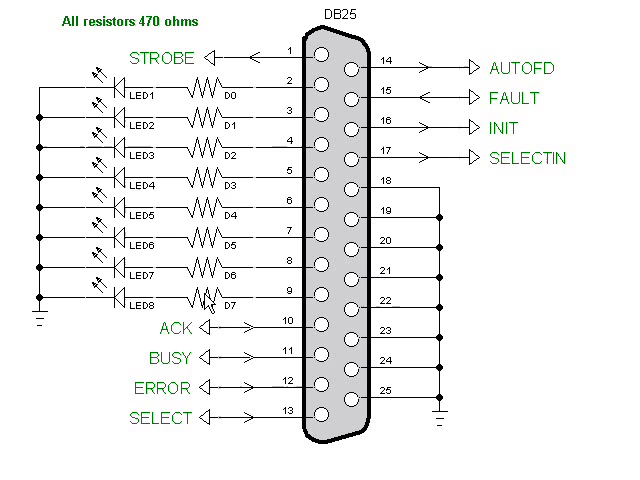 DB25
All resistors 470 ohms
STROBE 1
14 AUTOFD
LED1 D0 2
15 FAULT
LED2 D1 3
16 INIT
LED3 D2 4
17 SELECTIN
LED4 D3 5
18
LED5 D4 6
19
LED6 D5 7
20
LED7 D6 8
21
LED8 D7 9
22
ACK 10
23
BUSY 11
24
ERROR 12
25
SELECT 13